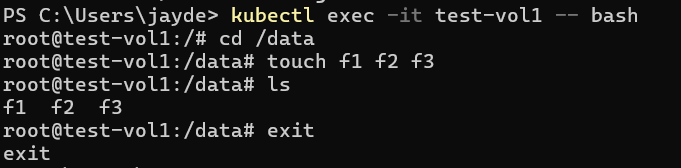 PS C:\Users\jayde> kubectl exec -it test-vol1 -- bash
root@test-vol1:/# cd /data
root@test-vol1:/data# touch f1 f2 f3
root@test-vol1:/data# ls
f1  f2  f3
root@test-vol1:/data# exit
exit